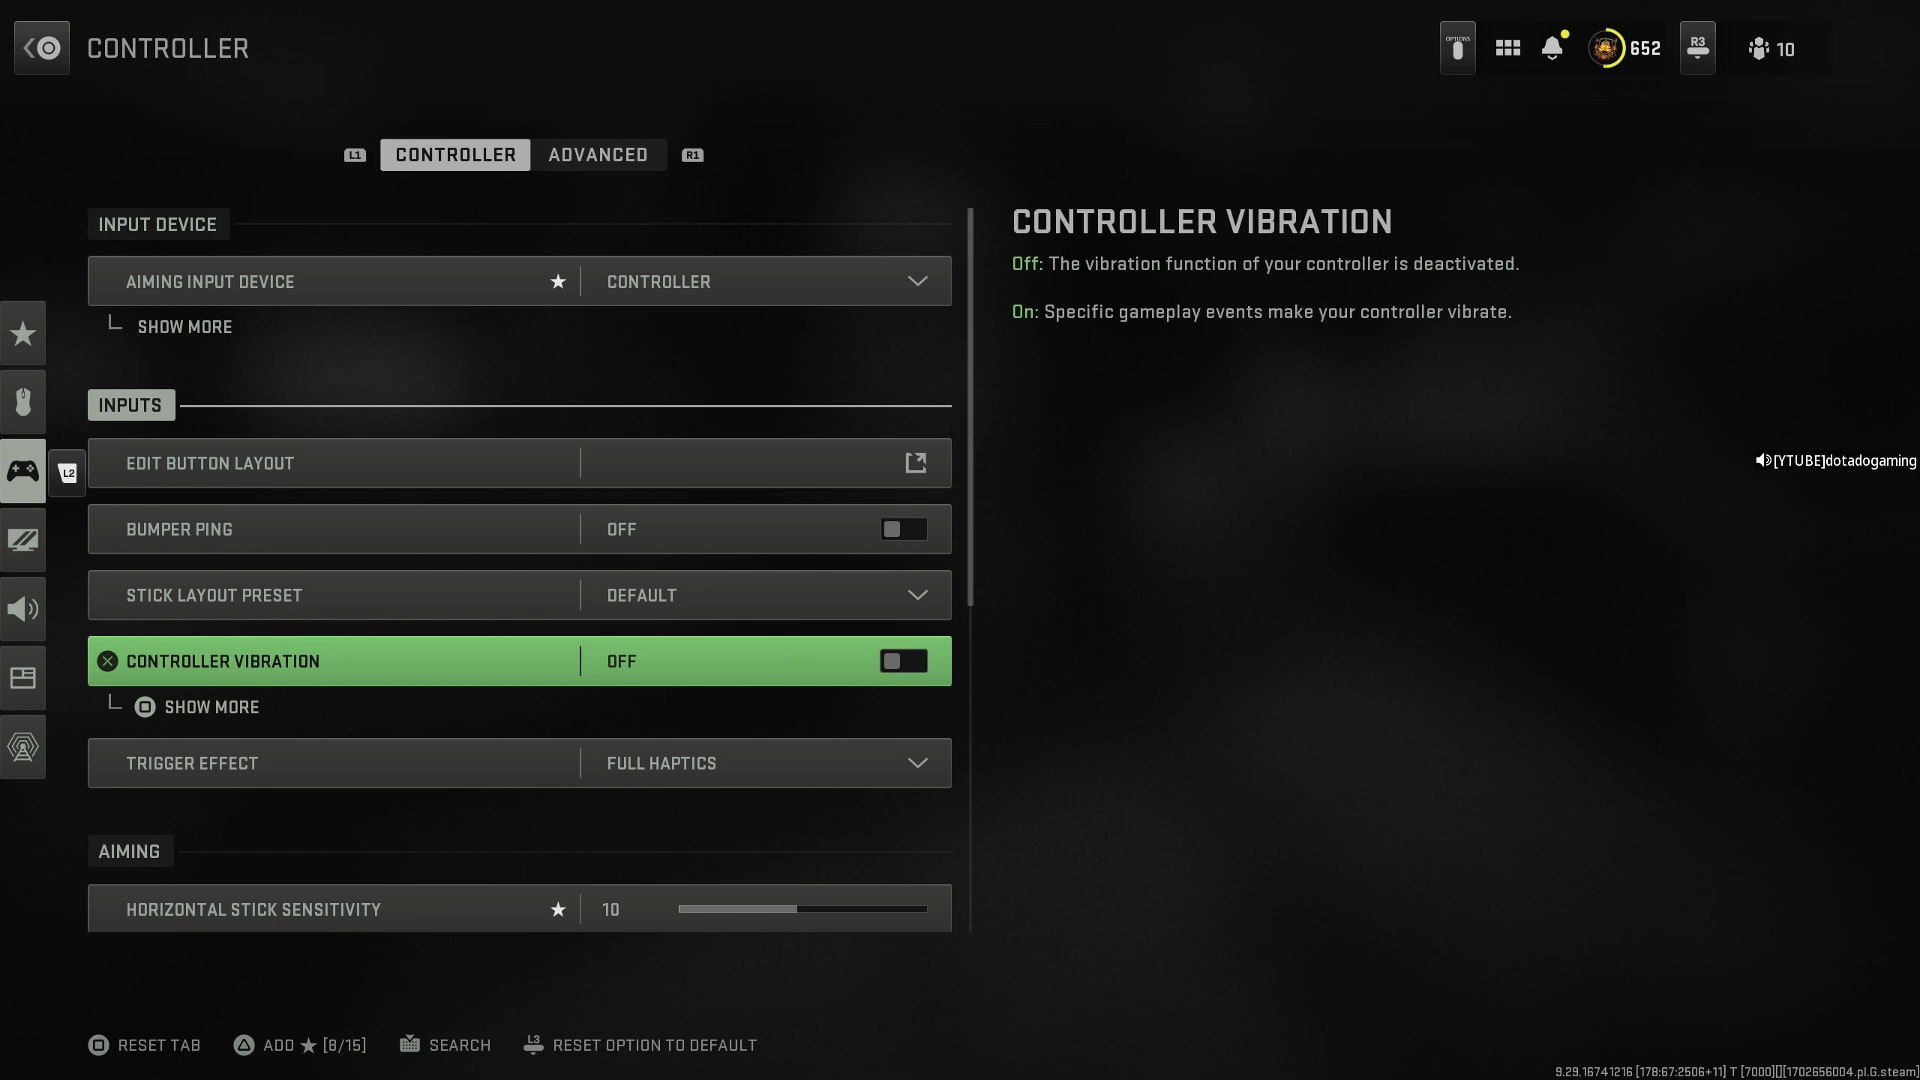 CONTROLLER
OPTIONS
652
R3
10
L1
CONTROLLER
ADVANCED
R1
INPUT DEVICE
AIMING INPUT DEVICE
CONTROLLER
SHOW MORE
INPUTS
L2
EDIT BUTTON LAYOUT
BUMPER PING
OFF
STICK LAYOUT PRESET
DEFAULT
CONTROLLER VIBRATION
OFF
SHOW MORE
TRIGGER EFFECT
FULL HAPTICS
AIMING
HORIZONTAL STICK SENSITIVITY
10
CONTROLLER VIBRATION
Off: The vibration function of your controller is deactivated.
On: Specific gameplay events make your controller vibrate.
[YTUBE]dotadogaming
RESET TAB
ADD ★ [8/15]
SEARCH
L3
RESET OPTION TO DEFAULT
9.29.16741216 [178:67:2506+11] T [7000][][1702656004.pl.G.steam]